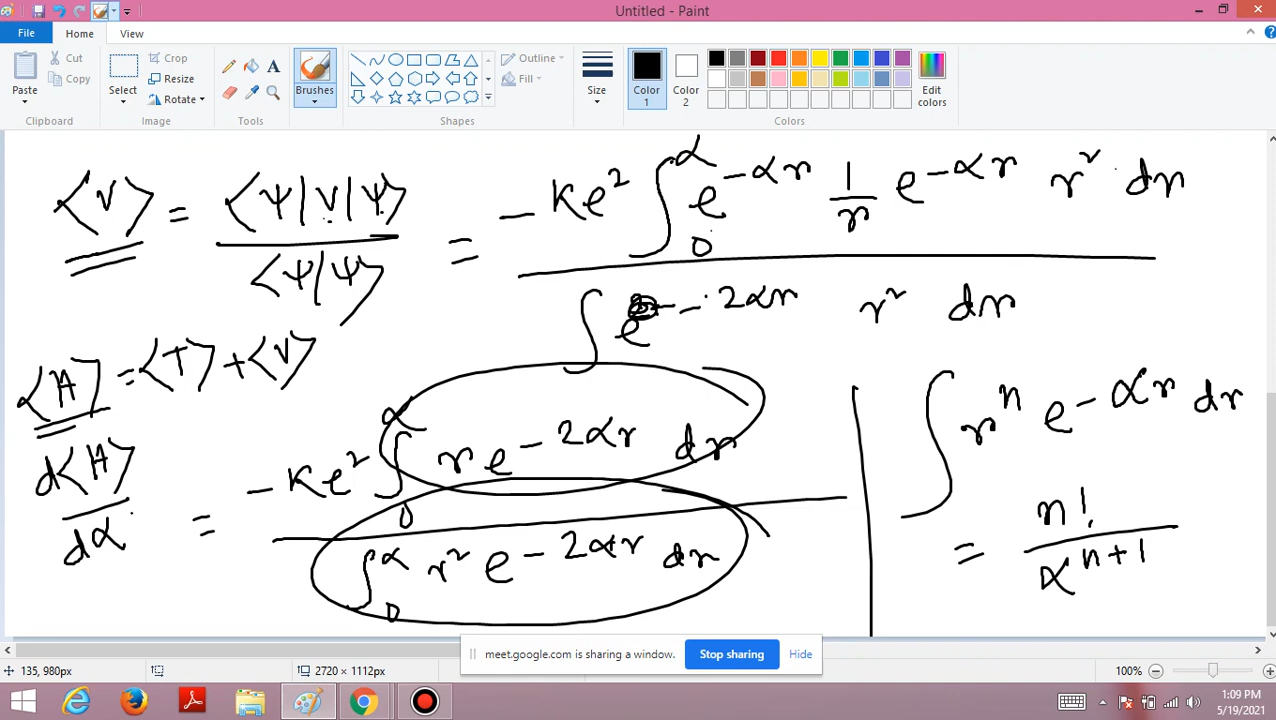 Untitled - Paint
File Home View
Paste Cut Copy Clipboard
Select Crop Resize Rotate Image
Tools
Brushes
Outline Fill Shapes
Size
Color 1 Color 2 Edit colors Colors
<V> = <Ψ|V|Ψ> / <Ψ|Ψ> = -Ke² ∫₀^α e^{-αr} 1/r e^{-αr} r² dr / ∫ e^{-2αr} r² dr
<H> = <T> + <V>
d<H>/dα = -Ke² ∫₀^α r e^{-2αr} dr / ∫₀^α r² e^{-2αr} dr
∫ rⁿ e^{-αr} dr
= n! / α^{n+1}
meet.google.com is sharing a window. Stop sharing Hide
135, 980px 2720 × 1112px 100%
1:09 PM
5/19/2021